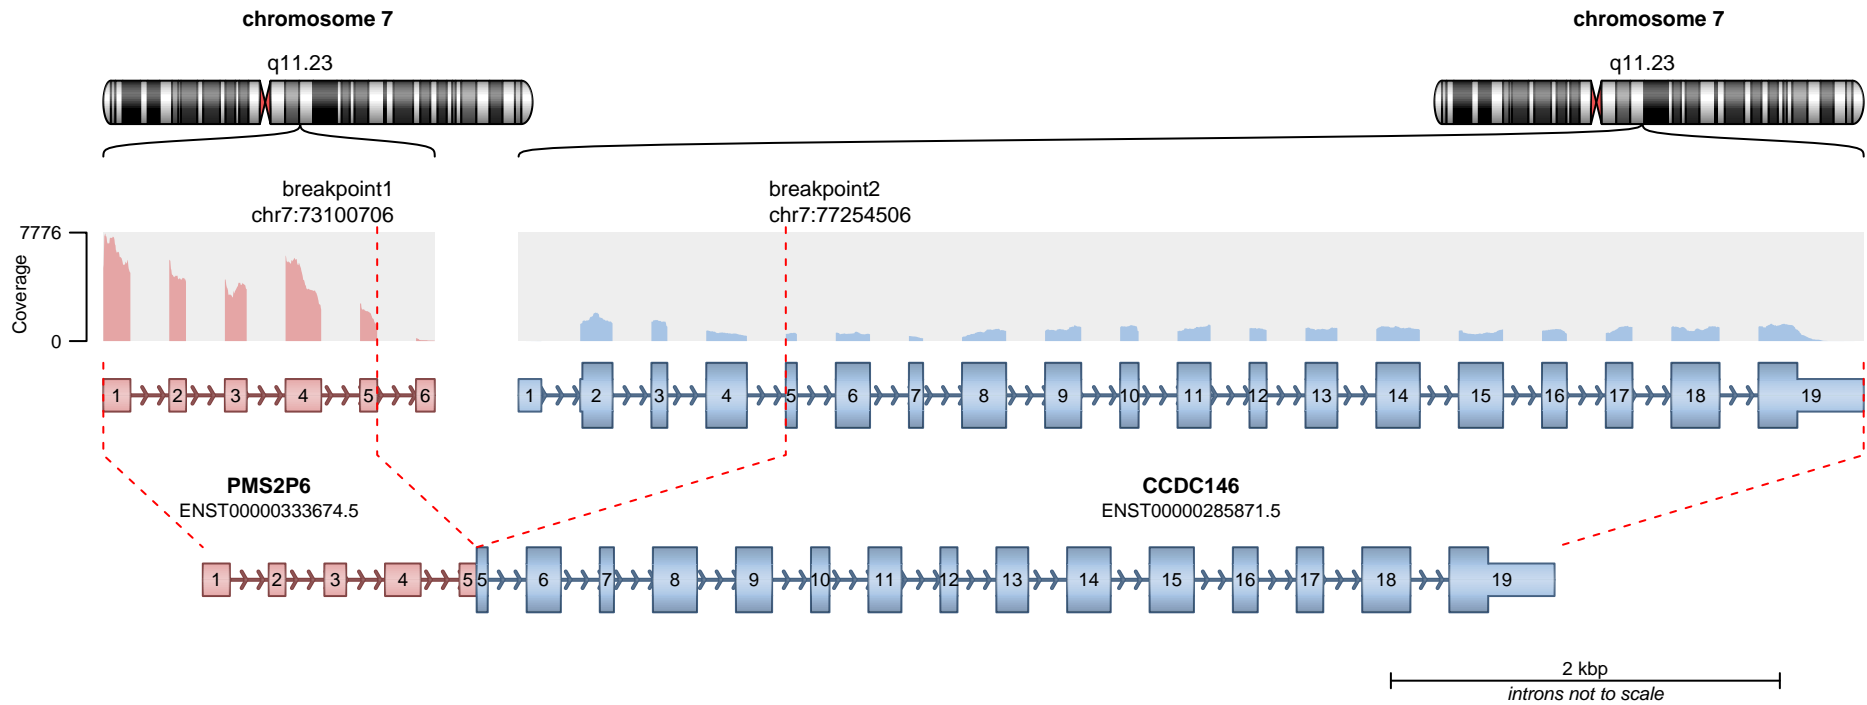 chromosome 7
chromosome 7
q11.23
q11.23
breakpoint1
chr7:73100706
breakpoint2
chr7:77254506
7776
Coverage
0
1 2 3 4 5 6
1 2 3 4 5 6 7 8 9 10 11 12 13 14 15 16 17 18 19
PMS2P6
ENST00000333674.5
CCDC146
ENST00000285871.5
1 2 3 4 5 5 6 7 8 9 10 11 12 13 14 15 16 17 18 19
2 kbp
introns not to scale